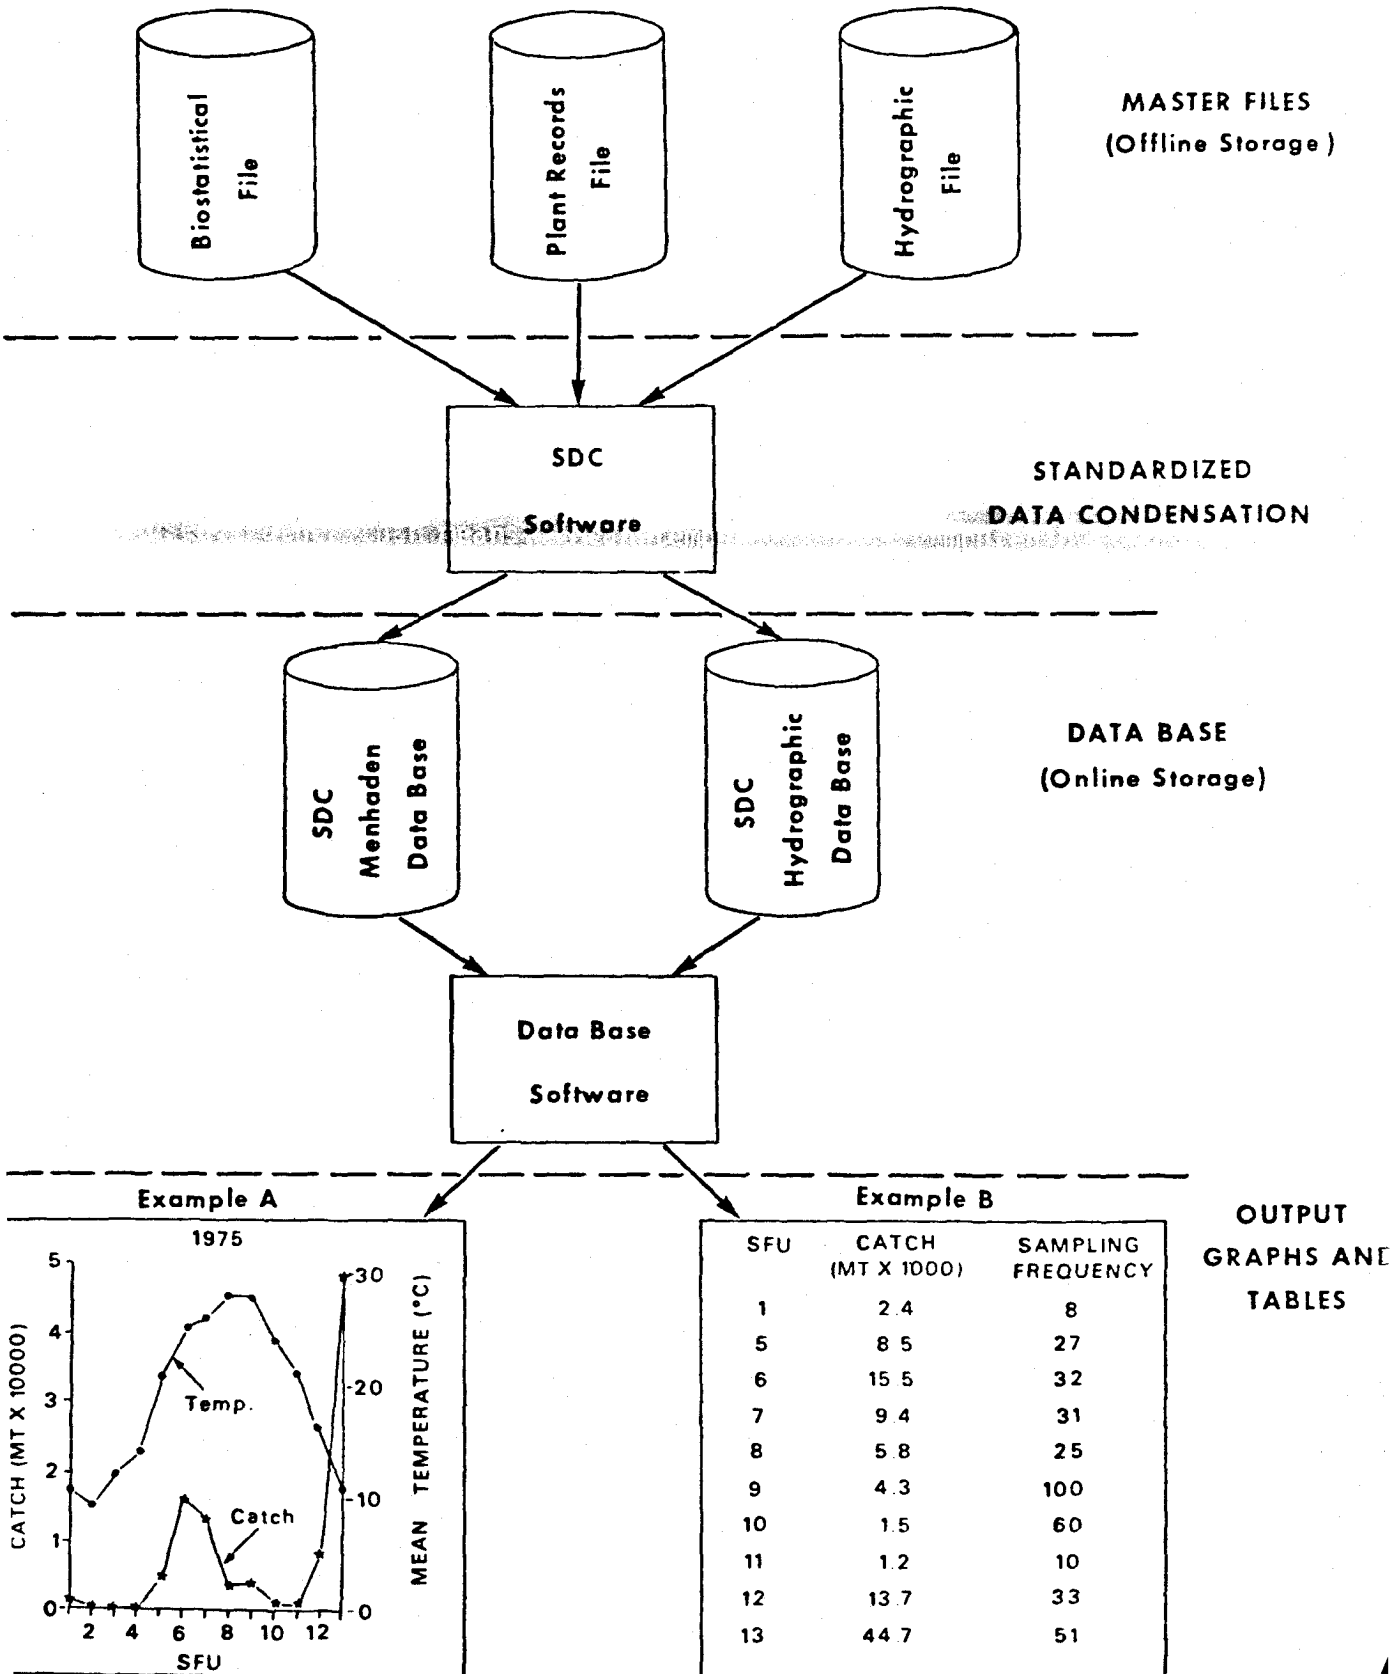 Biostatistical
File
Plant Records
File
Hydrographic
File
MASTER FILES
(Offline Storage)
SDC
Software
STANDARDIZED
DATA CONDENSATION
SDC
Menhaden
Data Base
SDC
Hydrographic
Data Base
DATA BASE
(Online Storage)
Data Base
Software
Example A
1975
5
4
3
2
1
0
CATCH (MT X 10000)
Temp.
Catch
30
20
10
0
MEAN TEMPERATURE (°C)
2 4 6 8 10 12
SFU
Example B
SFU CATCH (MT X 1000) SAMPLING FREQUENCY
1 2.4 8
5 8 5 27
6 15 5 32
7 9.4 31
8 5.8 25
9 4.3 100
10 1.5 60
11 1.2 10
12 13.7 33
13 44.7 51
OUTPUT
GRAPHS AND
TABLES